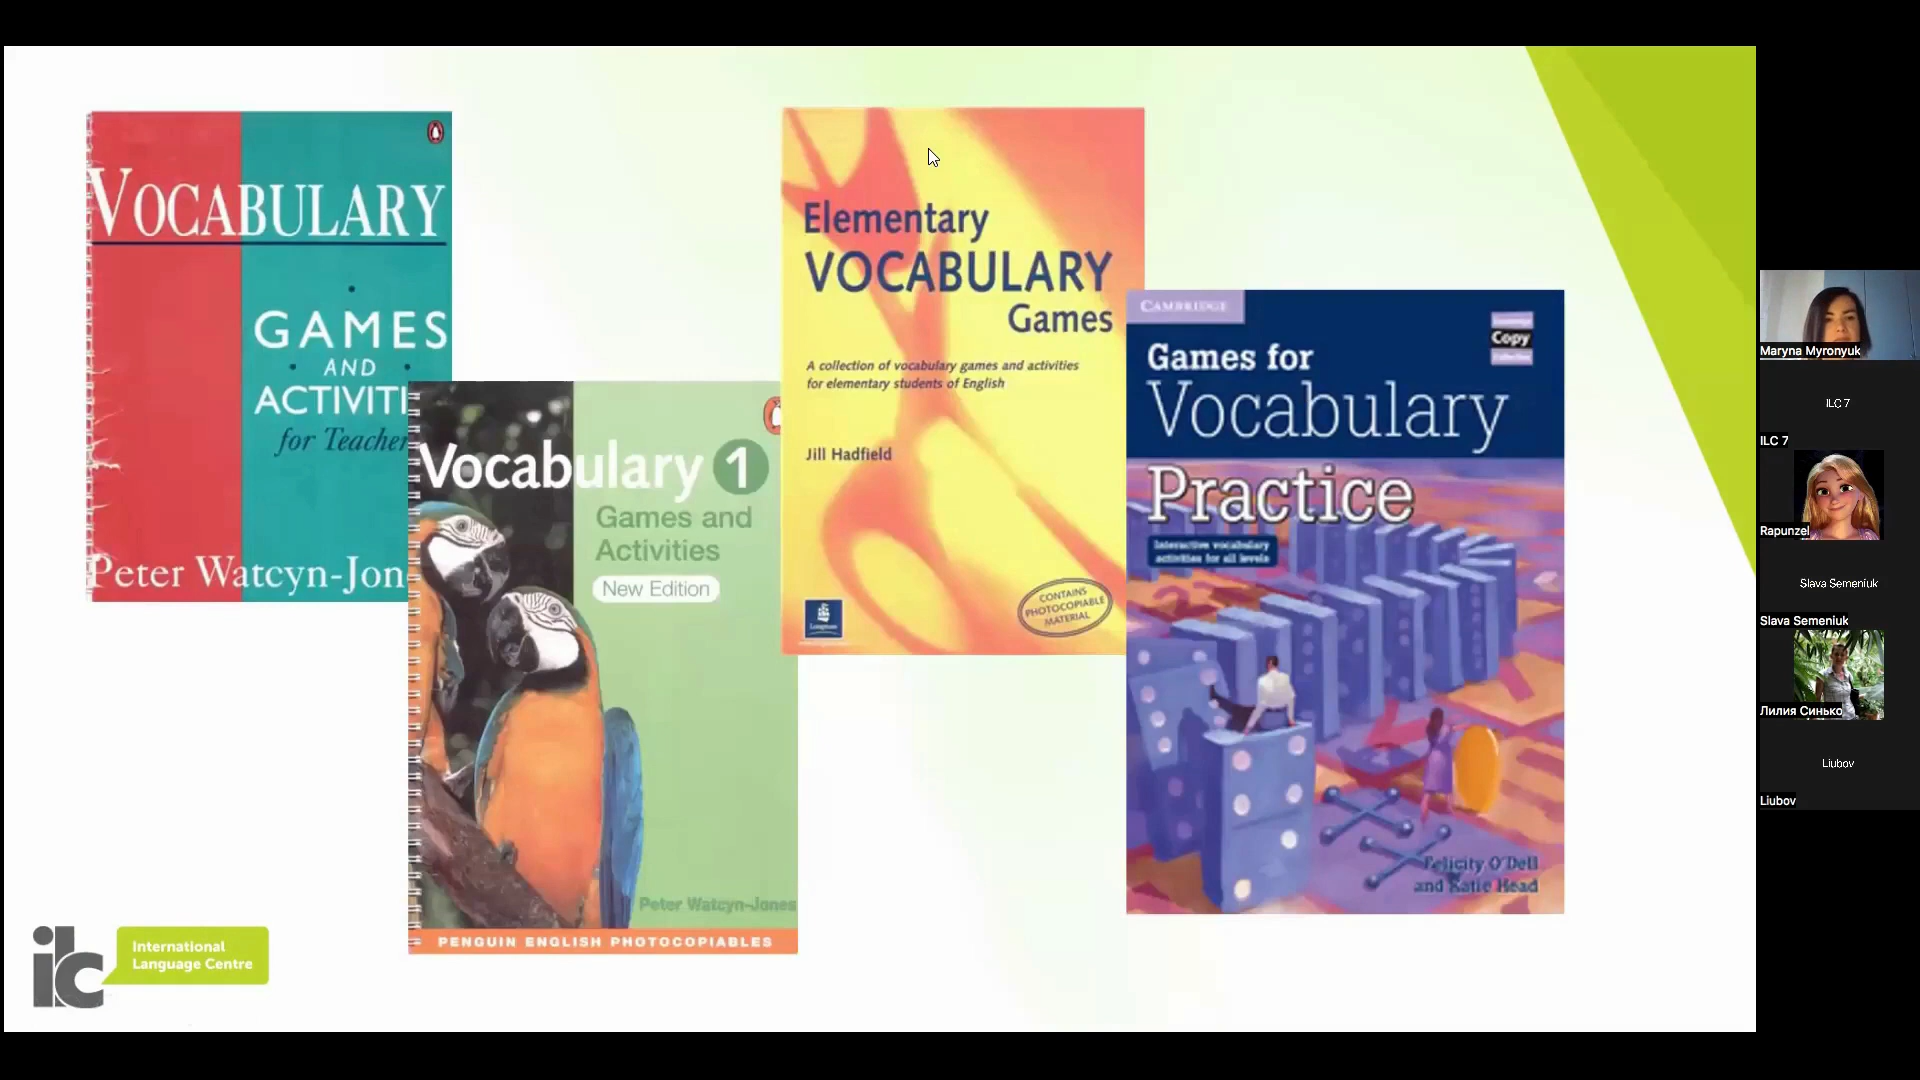 VOCABULARY
GAMES
AND
ACTIVITI
for Teacher
Peter Watcyn-Jon
Vocabulary 1
Games and
Activities
New Edition
Peter Watcyn-Jones
PENGUIN ENGLISH PHOTOCOPIABLES
Elementary
VOCABULARY
Games
A collection of vocabulary games and activities
for elementary students of English
Jill Hadfield
CONTAINS
PHOTOCOPIABLE
MATERIAL
Longman
CAMBRIDGE
Copy
Games for
Vocabulary
Practice
Interactive vocabulary
activities for all levels
Felicity O'Dell
and Katie Head
ilc
International
Language Centre
Maryna Myronyuk
ILC 7
ILC 7
Rapunzel
Slava Semeniuk
Slava Semeniuk
Лилия Синько
Liubov
Liubov